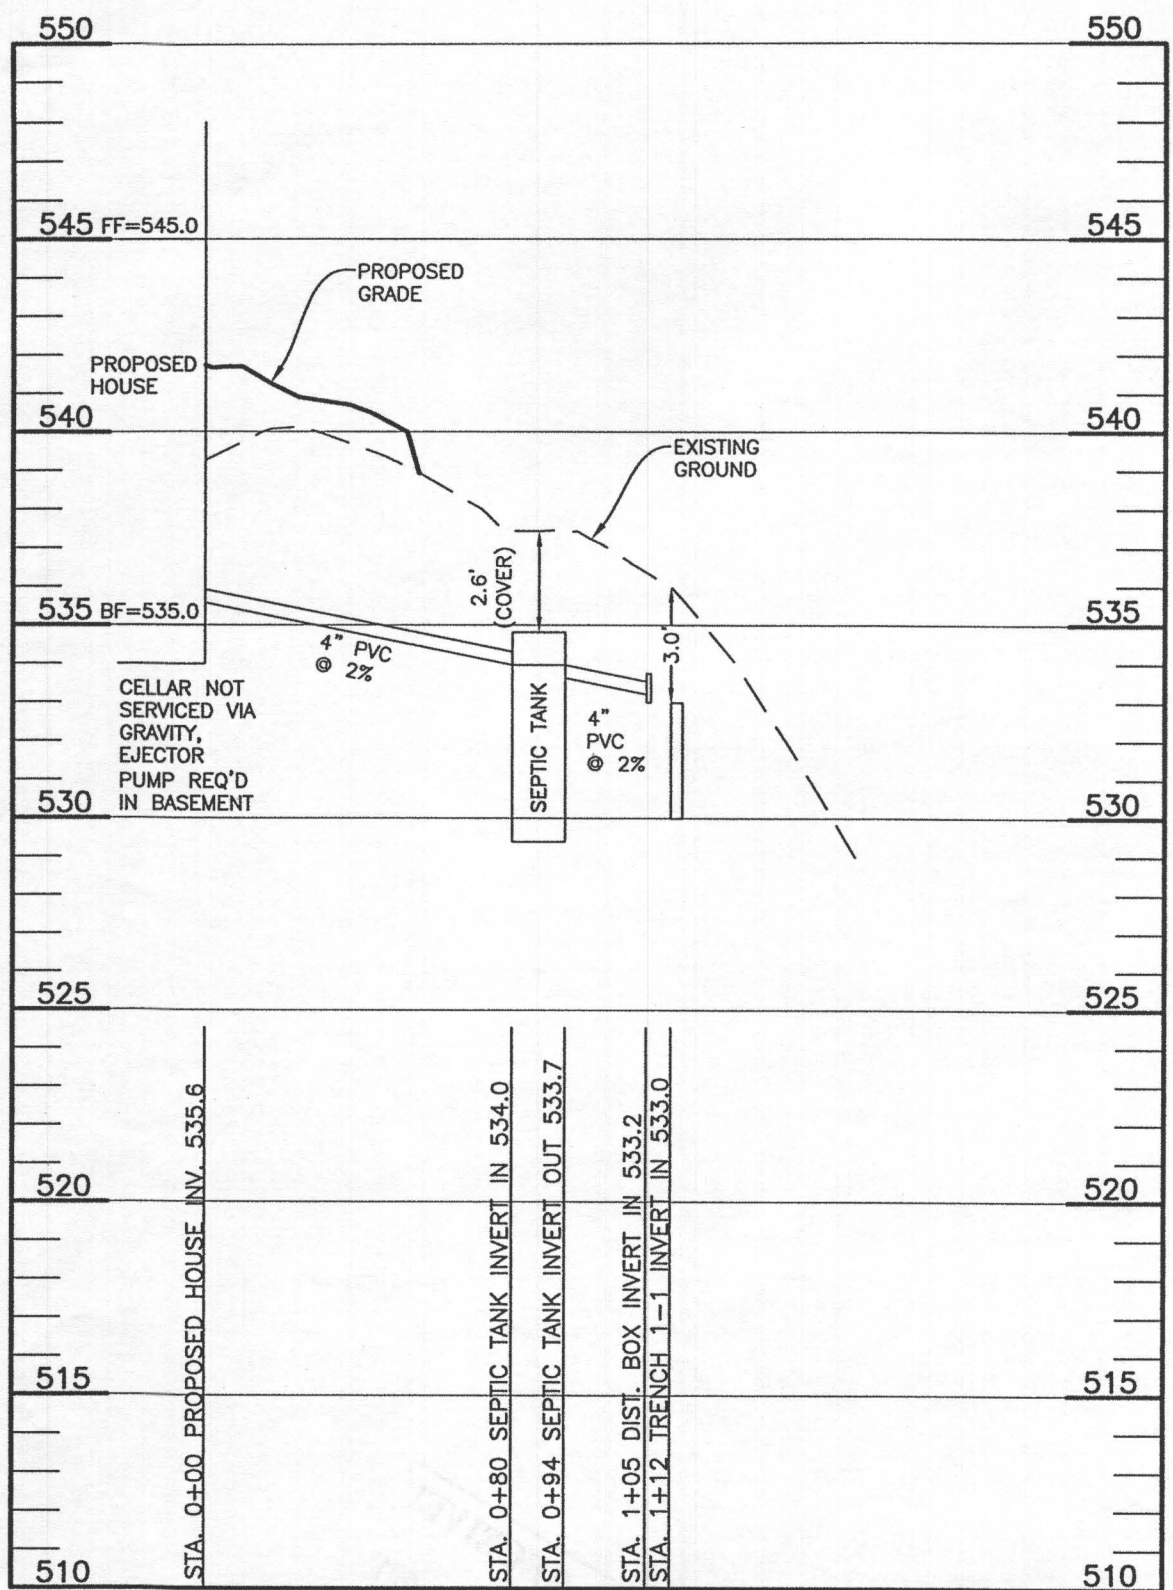 550 550
545 FF=545.0 545
PROPOSED
GRADE
PROPOSED
HOUSE
540 540
EXISTING
GROUND
2.6'
(COVER)
535 BF=535.0 535
4" PVC
@ 2%
3.0'
CELLAR NOT
SERVICED VIA
GRAVITY,
EJECTOR
PUMP REQ'D
IN BASEMENT
SEPTIC TANK
4"
PVC
@ 2%
530 530
525 525
520 520
515 515
510 510
STA. 0+00 PROPOSED HOUSE INV. 535.6
STA. 0+80 SEPTIC TANK INVERT IN 534.0
STA. 0+94 SEPTIC TANK INVERT OUT 533.7
STA. 1+05 DIST. BOX INVERT IN 533.2
STA. 1+12 TRENCH 1-1 INVERT IN 533.0